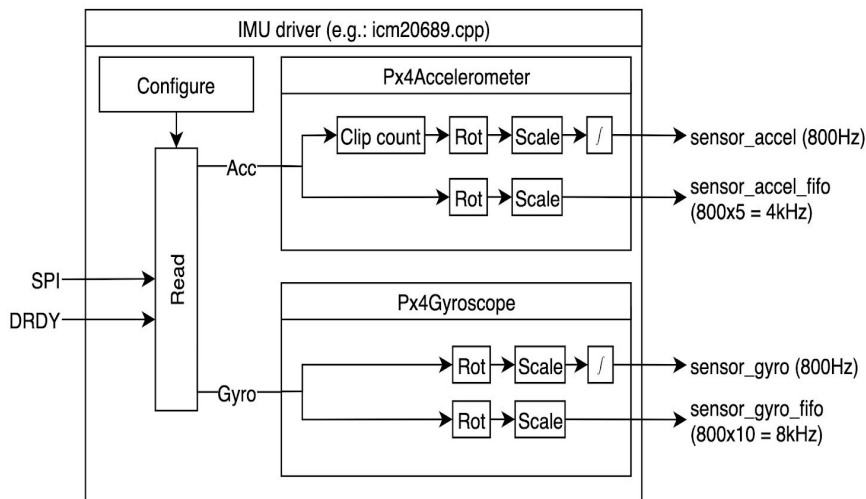 IMU driver (e.g.: icm20689.cpp)
Configure
Px4Accelerometer
Clip count
Rot
Scale
∫
sensor_accel (800Hz)
Acc
Rot
Scale
sensor_accel_fifo
(800x5 = 4kHz)
Read
SPI
DRDY
Px4Gyroscope
Rot
Scale
∫
sensor_gyro (800Hz)
Gyro
Rot
Scale
sensor_gyro_fifo
(800x10 = 8kHz)